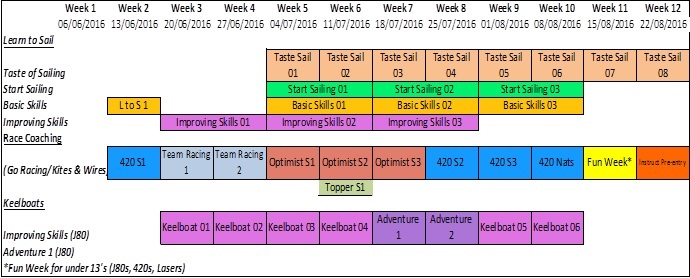 Week 1 Week 2 Week 3 Week 4 Week 5 Week 6 Week 7 Week 8 Week 9 Week 10 Week 11 Week 12
06/06/2016 13/06/2016 20/06/2016 27/06/2016 04/07/2016 11/07/2016 18/07/2016 25/07/2016 01/08/2016 08/08/2016 15/08/2016 22/08/2016
Learn to Sail
Taste of Sailing Taste Sail 01 Taste Sail 02 Taste Sail 03 Taste Sail 04 Taste Sail 05 Taste Sail 06 Taste Sail 07 Taste Sail 08
Start Sailing Start Sailing 01 Start Sailing 02 Start Sailing 03
Basic Skills L to S 1 Basic Skills 01 Basic Skills 02 Basic Skills 03
Improving Skills Improving Skills 01 Improving Skills 02 Improving Skills 03
Race Coaching
(Go Racing/Kites & Wires 420 S1 Team Racing 1 Team Racing 2 Optimist S1 Optimist S2 Optimist S3 420 S2 420 S3 420 Nats Fun Week* Instruct Pre-entry
Topper S1
Keelboats
Improving Skills (J80) Keelboat 01 Keelboat 02 Keelboat 03 Keelboat 04 Adventure 1 Adventure 2 Keelboat 05 Keelboat 06
Adventure 1 (J80)
*Fun Week for under 13's (J80s, 420s, Lasers)